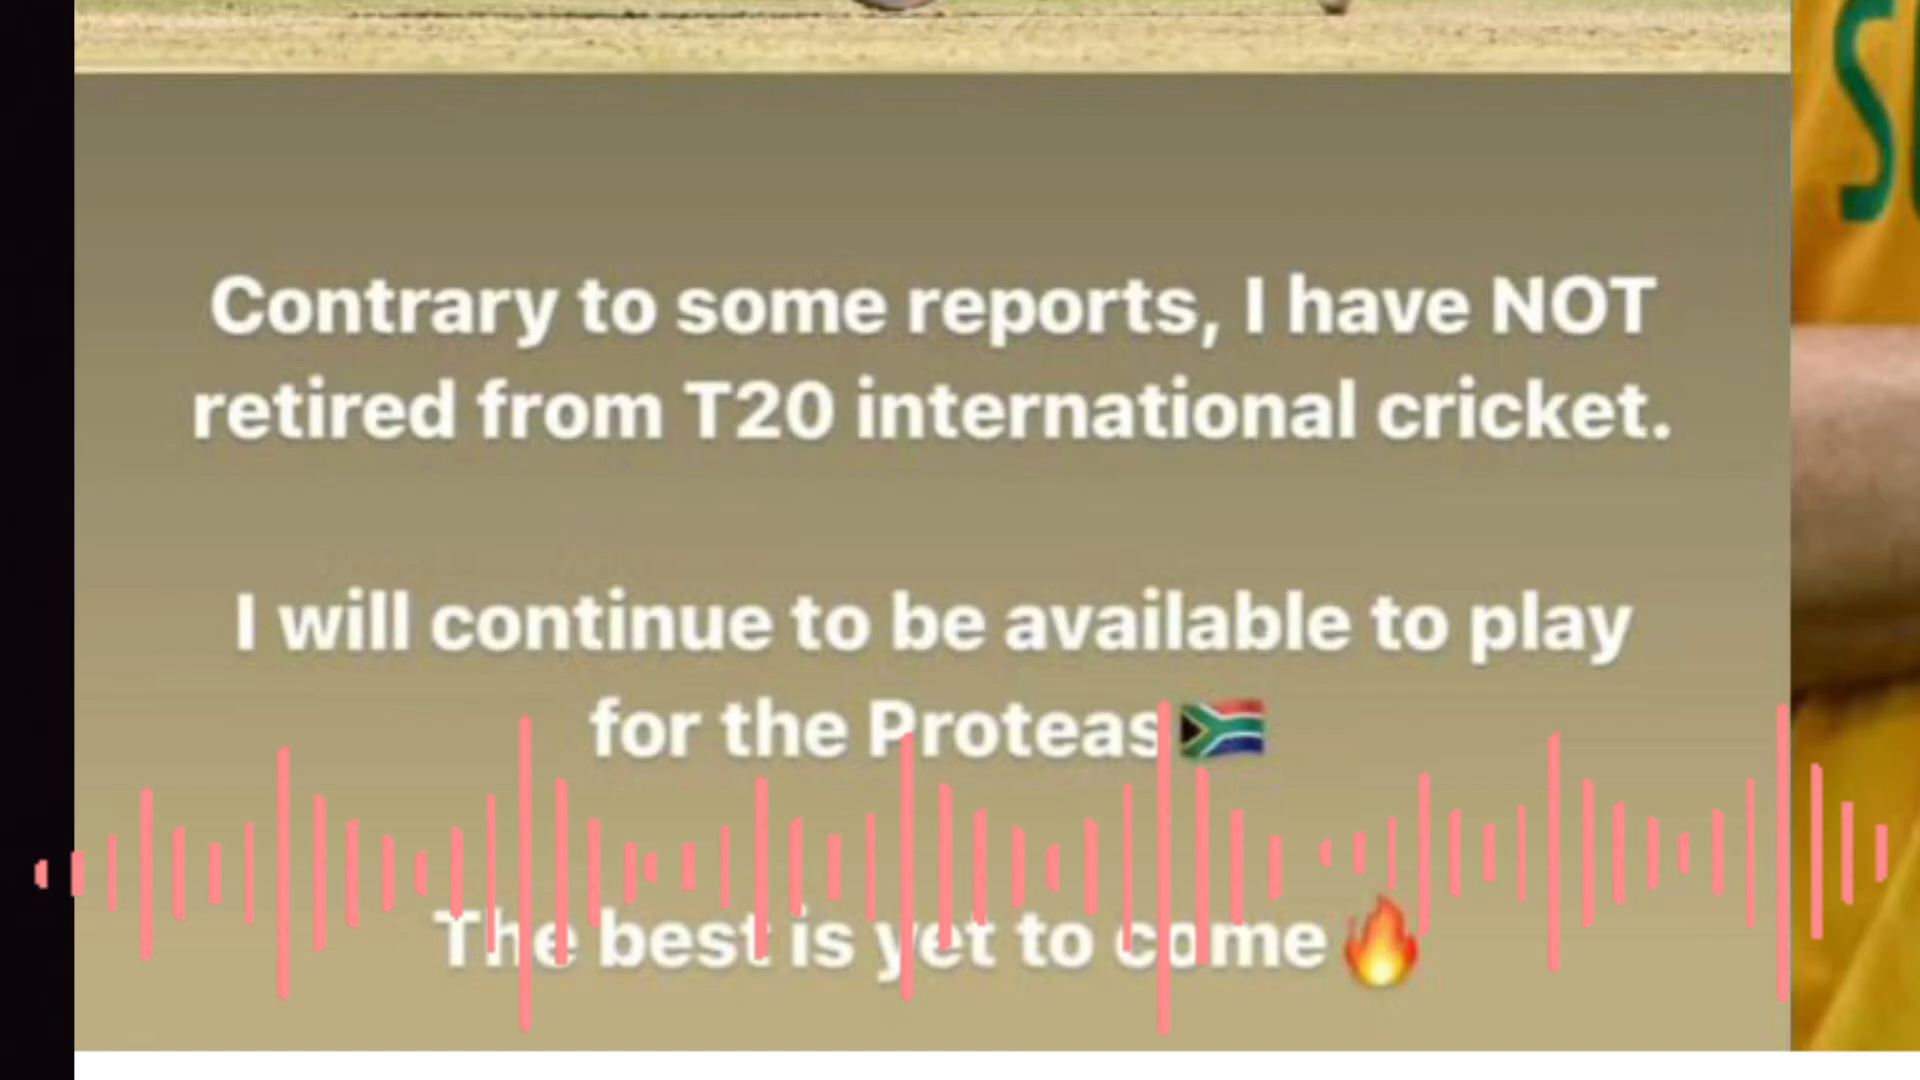 Contrary to some reports, I have NOT
retired from T20 international cricket.
I will continue to be available to play
for the Proteas🇿🇦
The best is yet to come🔥